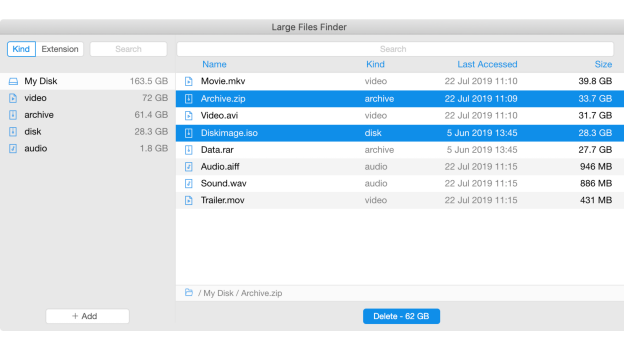 Large Files Finder
Kind Extension Search Search
Name Kind Last Accessed Size
My Disk 163.5 GB
video 72 GB
archive 61.4 GB
disk 28.3 GB
audio 1.8 GB
Movie.mkv video 22 Jul 2019 11:10 39.8 GB
Archive.zip archive 22 Jul 2019 11:09 33.7 GB
Video.avi video 22 Jul 2019 11:10 31.7 GB
Diskimage.iso disk 5 Jun 2019 13:45 28.3 GB
Data.rar archive 5 Jun 2019 13:45 27.7 GB
Audio.aiff audio 22 Jul 2019 11:15 946 MB
Sound.wav audio 22 Jul 2019 11:15 886 MB
Trailer.mov video 22 Jul 2019 11:15 431 MB
/ My Disk / Archive.zip
+ Add
Delete - 62 GB